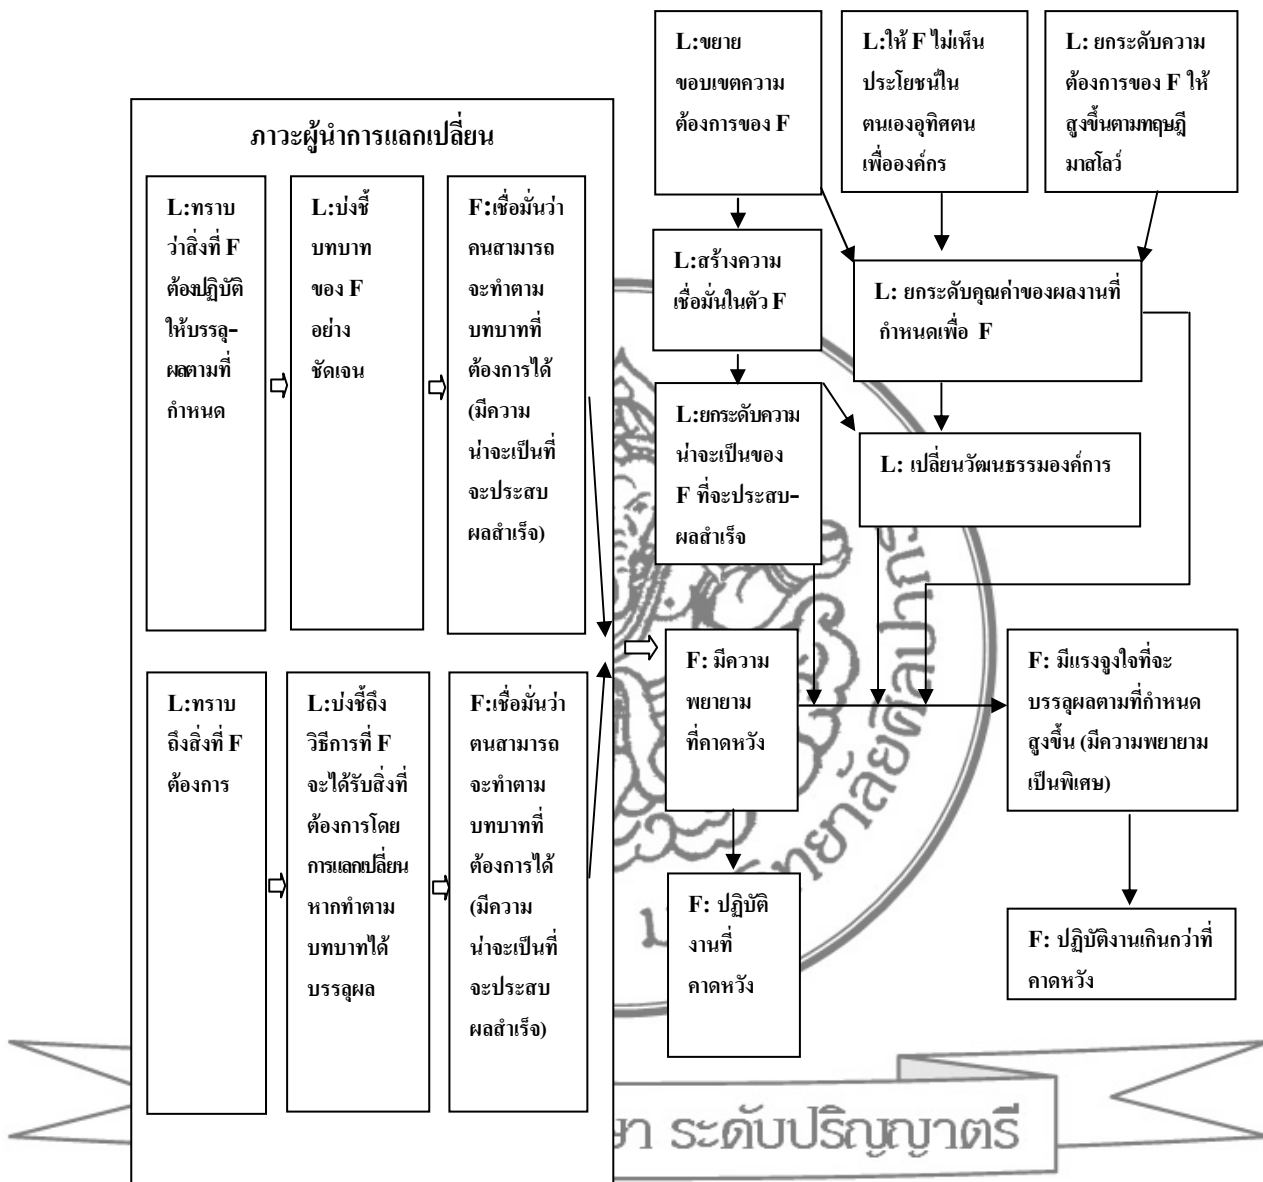 ภาวะผู้นำการแลกเปลี่ยน
L:ทราบ
ว่าสิ่งที่ F
ต้องปฏิบัติ
ให้บรรลุ-
ผลตามที่
กำหนด
L:บ่งชี้
บทบาท
ของ F
อย่าง
ชัดเจน
F:เชื่อมั่นว่า
คนสามารถ
จะทำตาม
บทบาทที่
ต้องการได้
(มีความ
น่าจะเป็นที่
จะประสบ
ผลสำเร็จ)
L:ทราบ
ถึงสิ่งที่ F
ต้องการ
L:บ่งชี้ถึง
วิธีการที่ F
จะได้รับสิ่งที่
ต้องการโดย
การแลกเปลี่ยน
หากทำตาม
บทบาทได้
บรรลุผล
F:เชื่อมั่นว่า
ตนสามารถ
จะทำตาม
บทบาทที่
ต้องการได้
(มีความ
น่าจะเป็นที่
จะประสบ
ผลสำเร็จ)
L:ขยาย
ขอบเขตความ
ต้องการของ F
L:ให้ F ไม่เห็น
ประโยชน์ใน
ตนเองอุทิศตน
เพื่อองค์กร
L: ยกระดับความ
ต้องการของ F ให้
สูงขึ้นตามทฤษฎี
มาสโลว์
L:สร้างความ
เชื่อมั่นในตัว F
L: ยกระดับคุณค่าของผลงานที่
กำหนดเพื่อ F
L:ยกระดับความ
น่าจะเป็นของ
F ที่จะประสบ-
ผลสำเร็จ
L: เปลี่ยนวัฒนธรรมองค์การ
F: มีความ
พยายาม
ที่คาดหวัง
F: มีแรงจูงใจที่จะ
บรรลุผลตามที่กำหนด
สูงขึ้น (มีความพยายาม
เป็นพิเศษ)
F: ปฏิบัติ
งานที่
คาดหวัง
F: ปฏิบัติงานเกินกว่าที่
คาดหวัง
ระดับปริญญาตรี